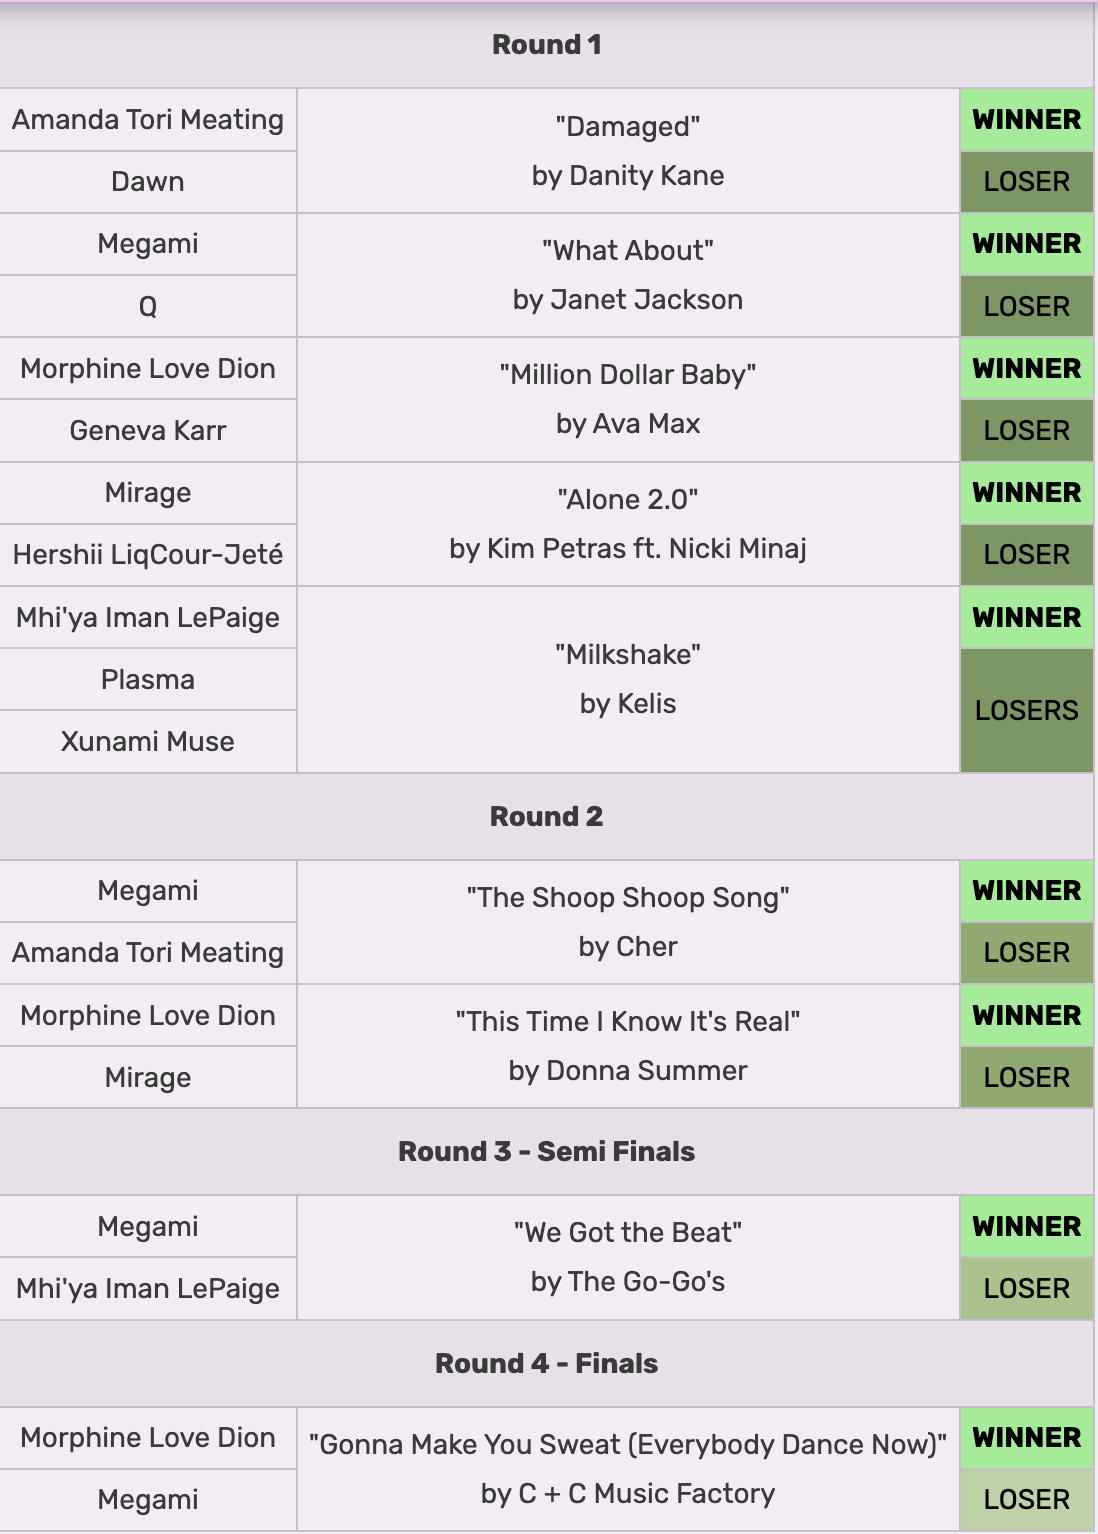 Round 1
Amanda Tori Meating
"Damaged"
by Danity Kane
WINNER
Dawn
LOSER
Megami
"What About"
by Janet Jackson
WINNER
Q
LOSER
Morphine Love Dion
"Million Dollar Baby"
by Ava Max
WINNER
Geneva Karr
LOSER
Mirage
"Alone 2.0"
by Kim Petras ft. Nicki Minaj
WINNER
Hershii LiqCour-Jeté
LOSER
Mhi'ya Iman LePaige
"Milkshake"
by Kelis
WINNER
Plasma
LOSERS
Xunami Muse
Round 2
Megami
"The Shoop Shoop Song"
by Cher
WINNER
Amanda Tori Meating
LOSER
Morphine Love Dion
"This Time I Know It's Real"
by Donna Summer
WINNER
Mirage
LOSER
Round 3 - Semi Finals
Megami
"We Got the Beat"
by The Go-Go's
WINNER
Mhi'ya Iman LePaige
LOSER
Round 4 - Finals
Morphine Love Dion
"Gonna Make You Sweat (Everybody Dance Now)"
by C + C Music Factory
WINNER
Megami
LOSER